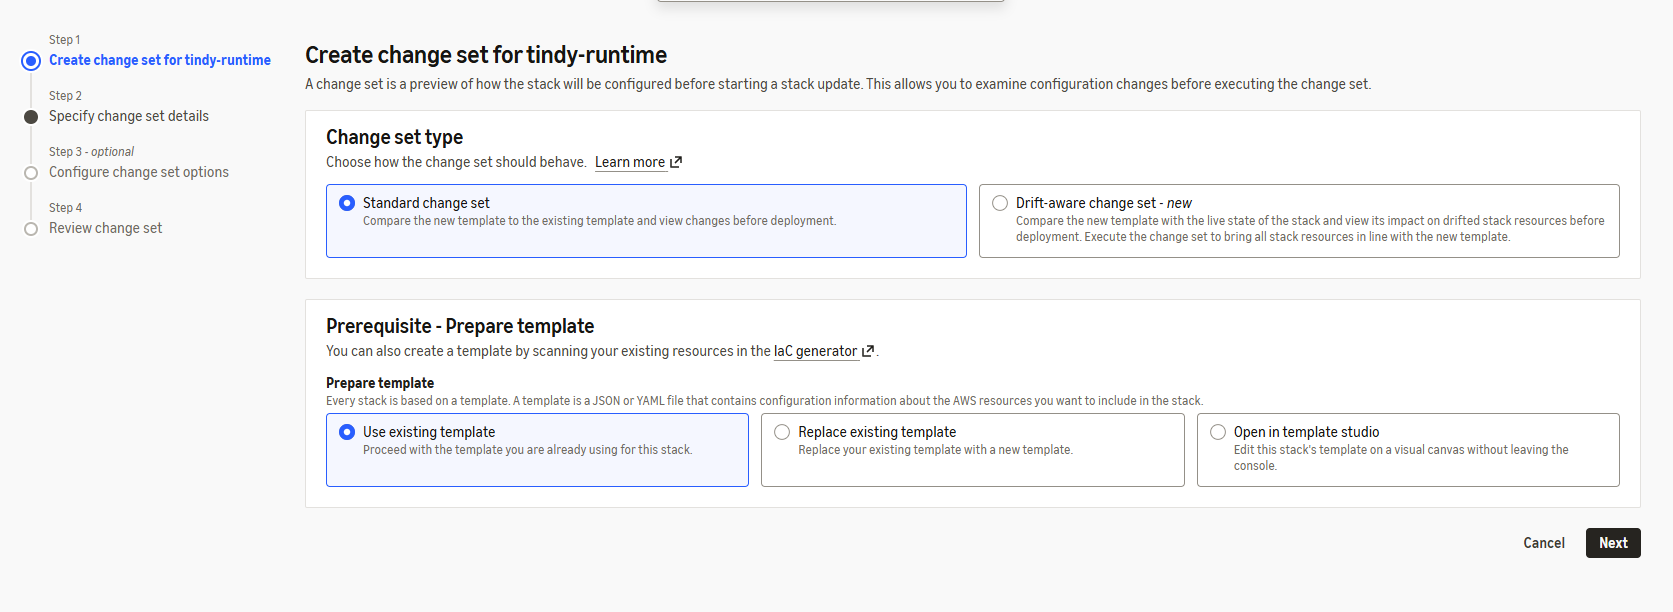 Step 1
Create change set for tindy-runtime
Step 2
Specify change set details
Step 3 - optional
Configure change set options
Step 4
Review change set
Create change set for tindy-runtime
A change set is a preview of how the stack will be configured before starting a stack update. This allows you to examine configuration changes before executing the change set.
Change set type
Choose how the change set should behave. Learn more
Standard change set
Compare the new template to the existing template and view changes before deployment.
Drift-aware change set - new
Compare the new template with the live state of the stack and view its impact on drifted stack resources before
deployment. Execute the change set to bring all stack resources in line with the new template.
Prerequisite - Prepare template
You can also create a template by scanning your existing resources in the IaC generator.
Prepare template
Every stack is based on a template. A template is a JSON or YAML file that contains configuration information about the AWS resources you want to include in the stack.
Use existing template
Proceed with the template you are already using for this stack.
Replace existing template
Replace your existing template with a new template.
Open in template studio
Edit this stack's template on a visual canvas without leaving the
console.
Cancel
Next